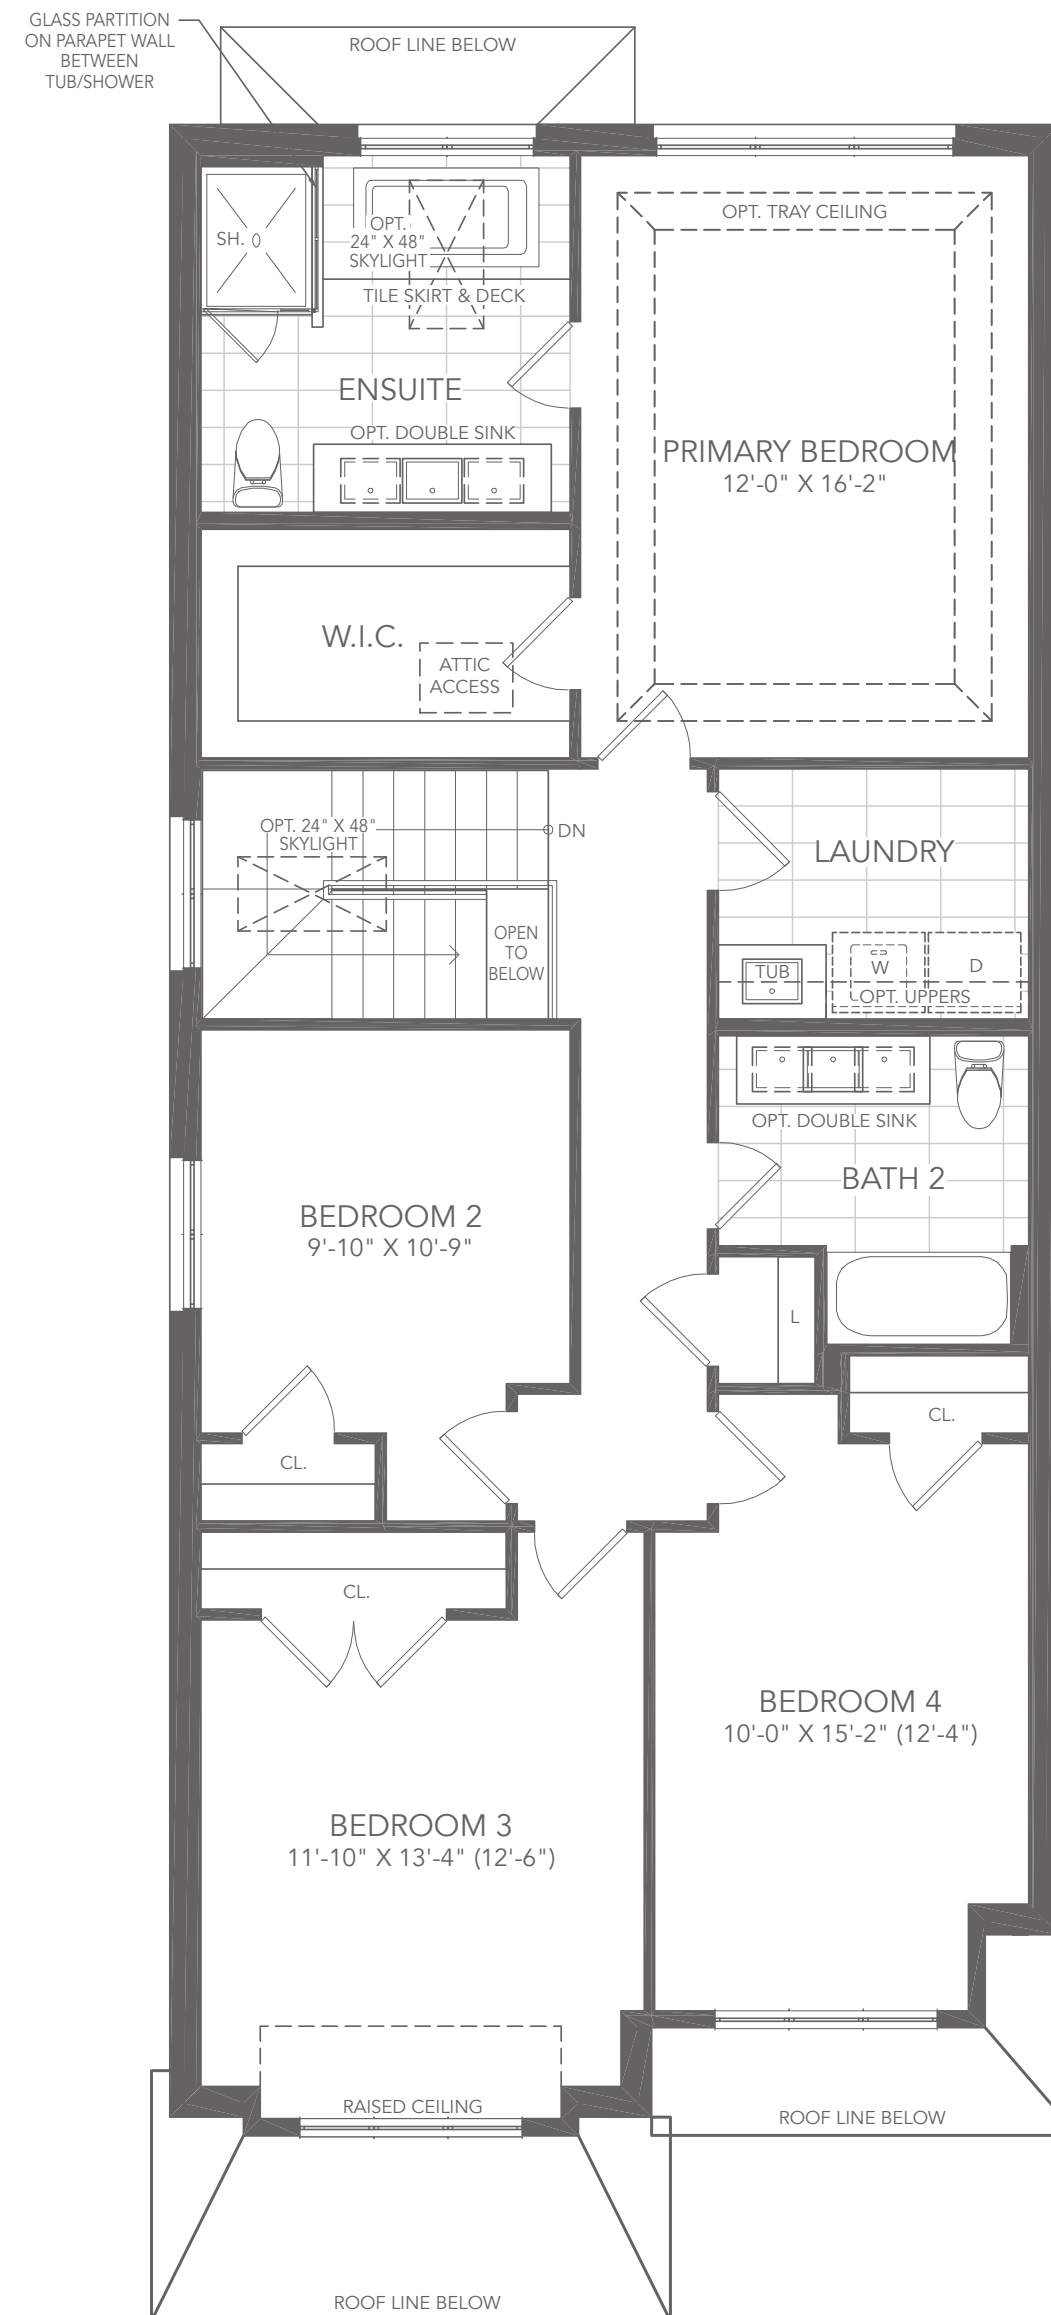 GLASS PARTITION
ON PARAPET WALL
BETWEEN
TUB/SHOWER
ROOF LINE BELOW
OPT. TRAY CEILING
SH.
OPT.
24" X 48"
SKYLIGHT
TILE SKIRT & DECK
ENSUITE
OPT. DOUBLE SINK
PRIMARY BEDROOM
12'-0" X 16'-2"
W.I.C.
ATTIC
ACCESS
OPT. 24" X 48"
SKYLIGHT
DN
LAUNDRY
OPEN
TO
BELOW
TUB
W
D
OPT. UPPERS
OPT. DOUBLE SINK
BATH 2
BEDROOM 2
9'-10" X 10'-9"
L
CL.
CL.
CL.
BEDROOM 4
10'-0" X 15'-2" (12'-4")
BEDROOM 3
11'-10" X 13'-4" (12'-6")
RAISED CEILING
ROOF LINE BELOW
ROOF LINE BELOW